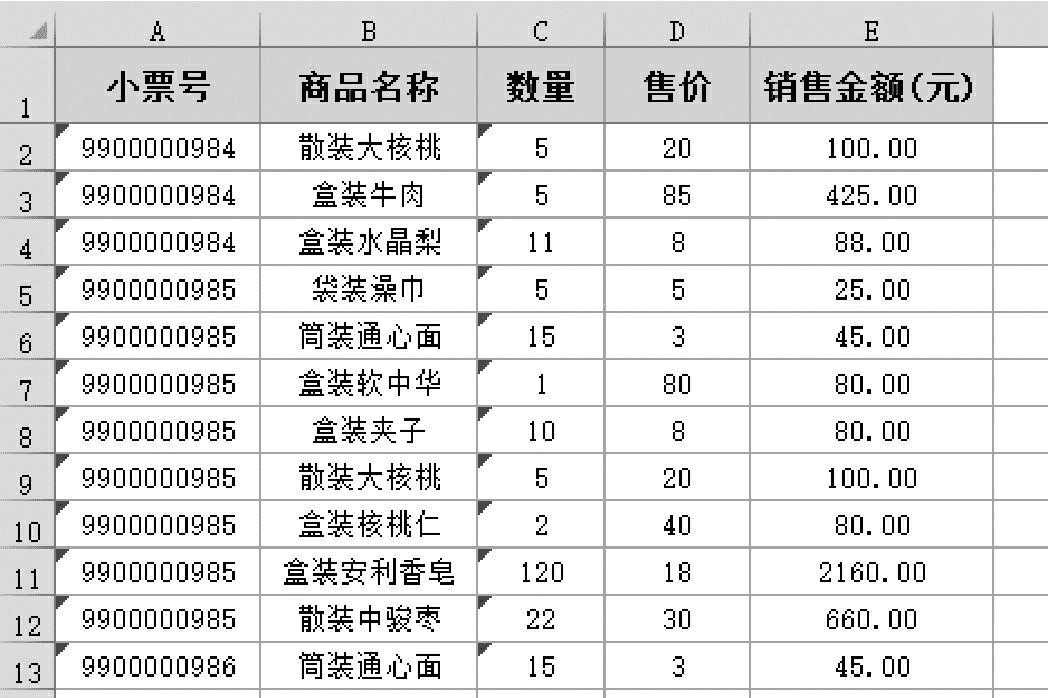 A B C D E
1 小票号 商品名称 数量 售价 销售金额(元)
2 9900000984 散装大核桃 5 20 100.00
3 9900000984 盒装牛肉 5 85 425.00
4 9900000984 盒装水晶梨 11 8 88.00
5 9900000985 袋装澡巾 5 5 25.00
6 9900000985 筒装通心面 15 3 45.00
7 9900000985 盒装软中华 1 80 80.00
8 9900000985 盒装夹子 10 8 80.00
9 9900000985 散装大核桃 5 20 100.00
10 9900000985 盒装核桃仁 2 40 80.00
11 9900000985 盒装安利香皂 120 18 2160.00
12 9900000985 散装中骏枣 22 30 660.00
13 9900000986 筒装通心面 15 3 45.00